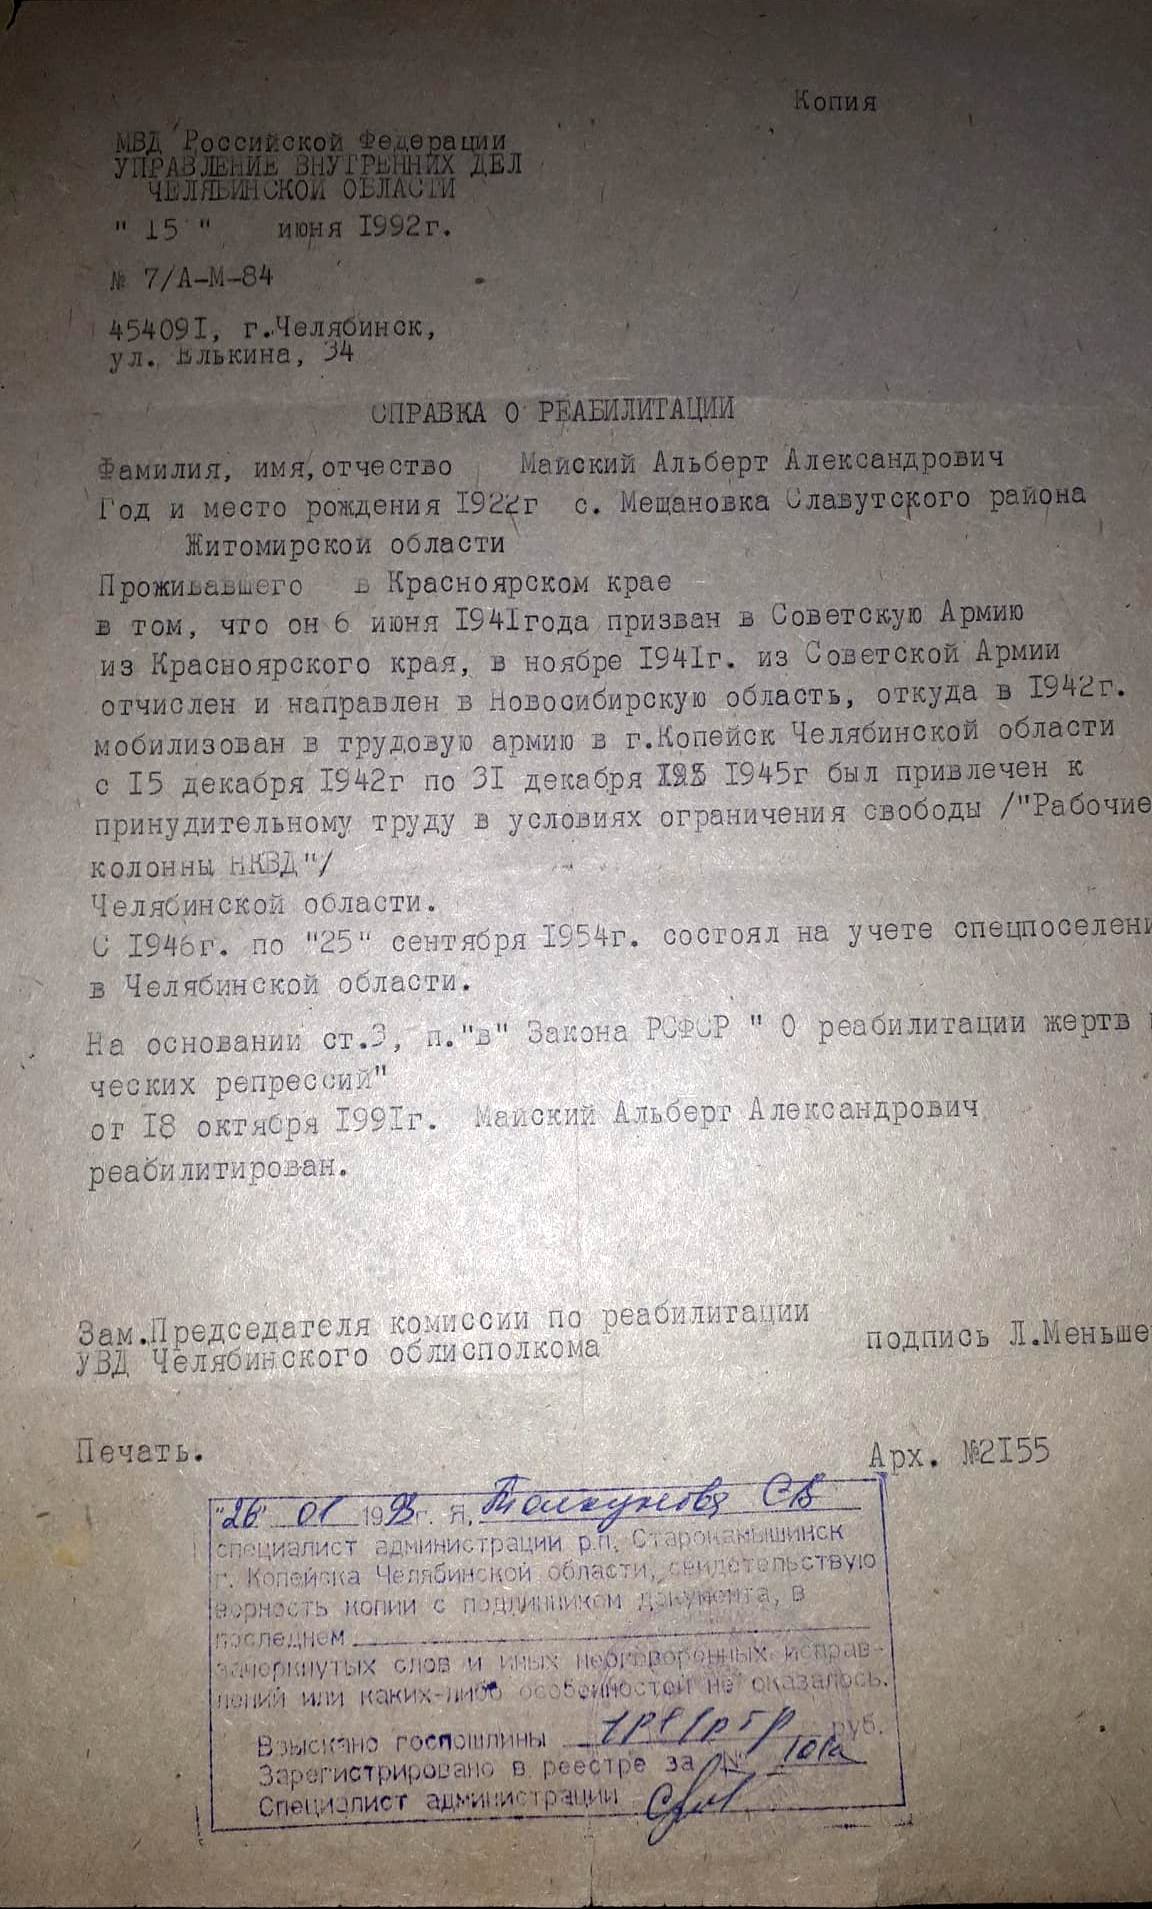 Копия
МВД Российской Федерации
УПРАВЛЕНИЕ ВНУТРЕННИХ ДЕЛ
ЧЕЛЯБИНСКОЙ ОБЛАСТИ
" 15 " июня 1992г.
№ 7/А-М-84
454091, г.Челябинск,
ул. Елькина, 34
СПРАВКА О РЕАБИЛИТАЦИИ
Фамилия, имя, отчество Майский Альберт Александрович
Год и место рождения 1922г с. Мещановка Славутского района
Житомирской области
Проживавшего в Красноярском крае
в том, что он 6 июня 1941года призван в Советскую Армию
из Красноярского края, в ноябре 1941г. из Советской Армии
отчислен и направлен в Новосибирскую область, откуда в 1942г.
мобилизован в трудовую армию в г.Копейск Челябинской области
с 15 декабря 1942г по 31 декабря 1945г был привлечен к
принудительному труду в условиях ограничения свободы /"Рабочие
колонны НКВД"/
Челябинской области.
С 1946г. по "25" сентября 1954г. состоял на учете спецпоселени
в Челябинской области.
На основании ст.3, п."в" Закона РСФСР " О реабилитации жертв
ческих репрессий"
от 18 октября 1991г. Майский Альберт Александрович
реабилитирован.
Зам.Председателя комиссии по реабилитации
УВД Челябинского облисполкома
подпись Л.Меньше
Печать.
Арх. №2155
"26" 01 1993г. Я, Толкунова СВ
специалист администрации р.п. Старокамышинск
г. Копейска Челябинской области, свидетельствую
верность копии с подлинником документа, в
последнем
зачеркнутых слов и иных неоговоренных исправ-
лений или каких-либо особенностей не оказалось.
Взыскано госпошлины руб.
Зарегистрировано в реестре за № 101а
Специалист администрации